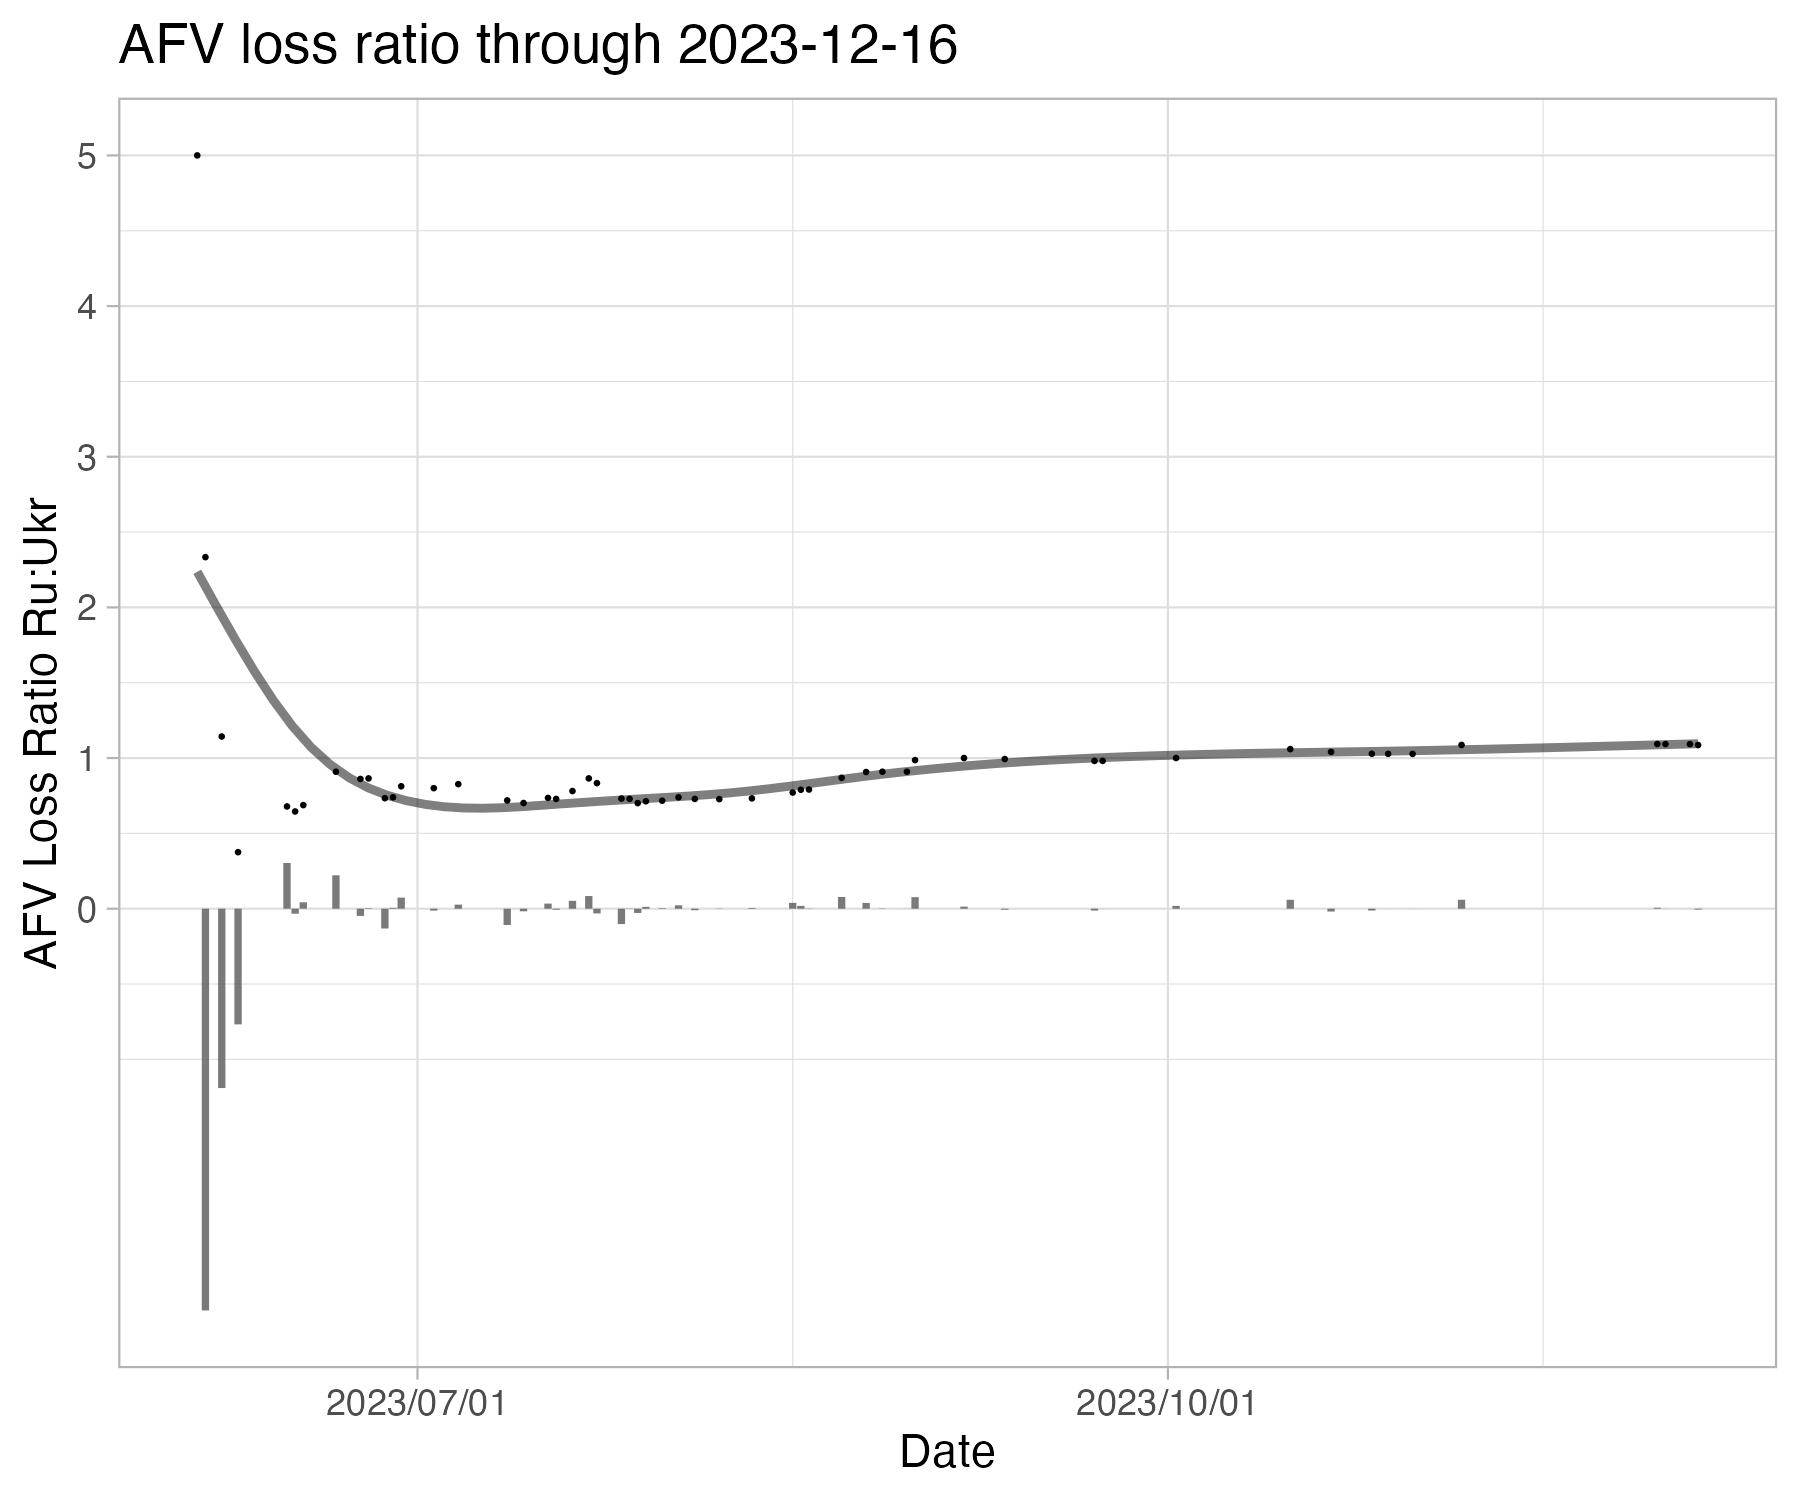 AFV loss ratio through 2023-12-16
AFV Loss Ratio Ru:Ukr
5
4
3
2
1
0
2023/07/01
2023/10/01
Date